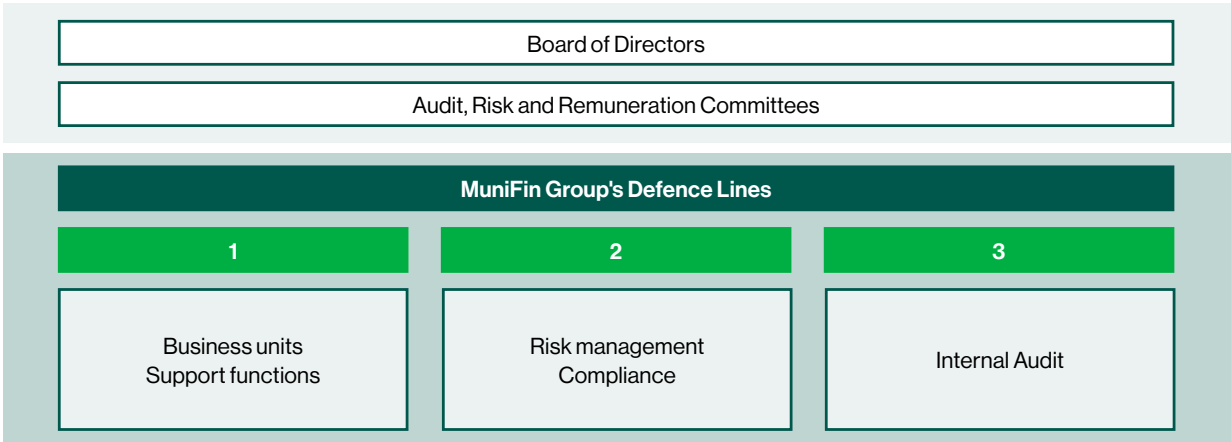 Board of Directors
Audit, Risk and Remuneration Committees
MuniFin Group's Defence Lines
1
2
3
Business units
Support functions
Risk management
Compliance
Internal Audit